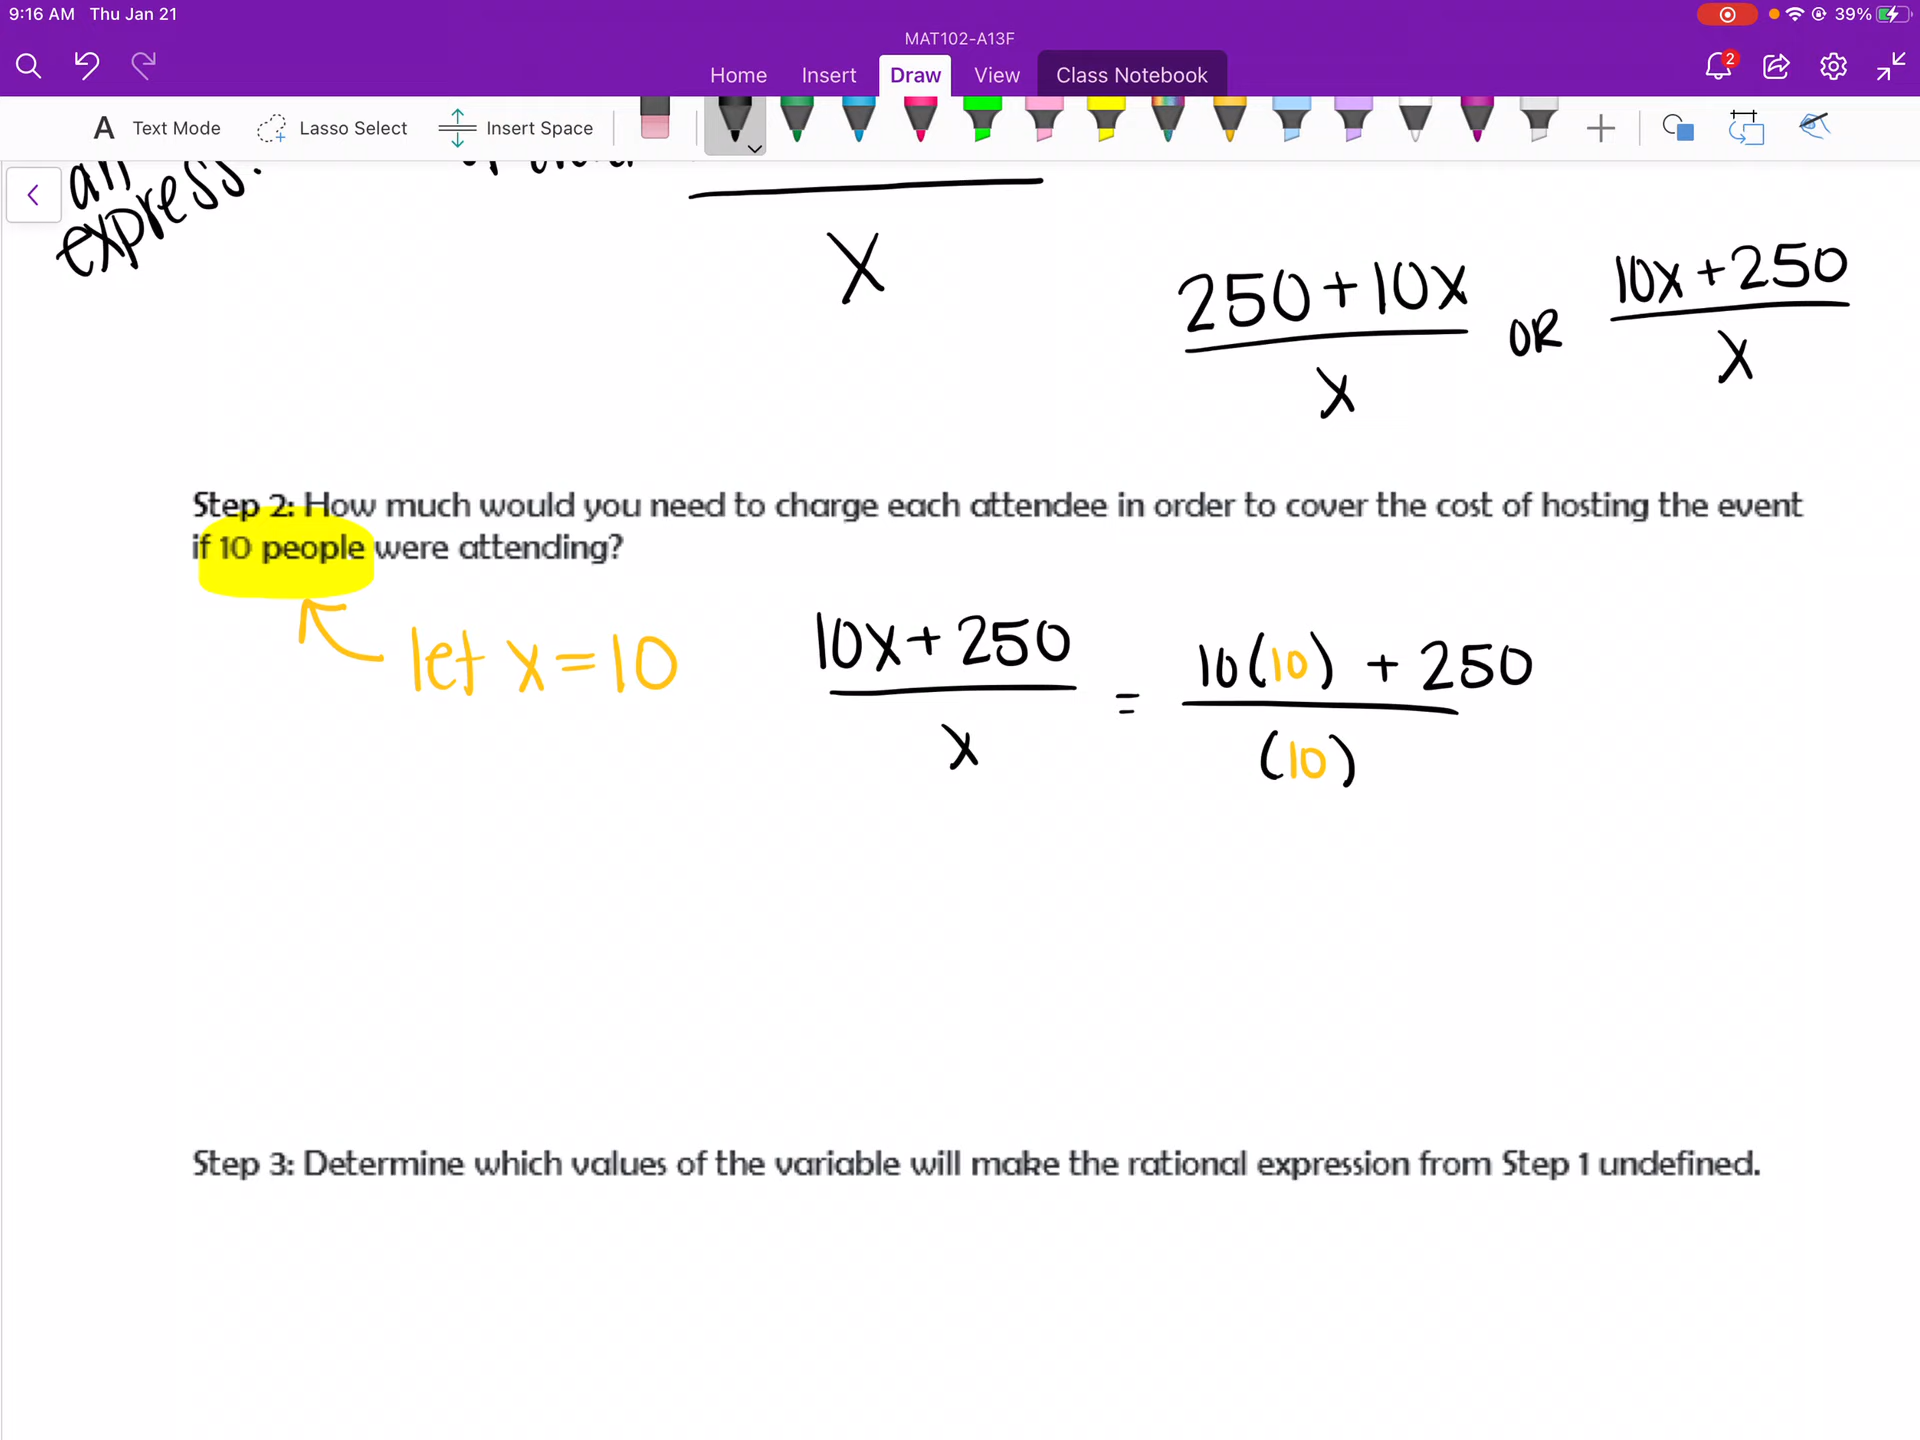 9:16 AM Thu Jan 21
39%
MAT102-A13F
2
Home Insert Draw View Class Notebook
A Text Mode Lasso Select Insert Space
an
express.
X
250+10x
x
OR
10x+250
x
Step 2: How much would you need to charge each attendee in order to cover the cost of hosting the event
if 10 people were attending?
let x=10
10x+250
x
=
10(10) + 250
(10)
Step 3: Determine which values of the variable will make the rational expression from Step 1 undefined.